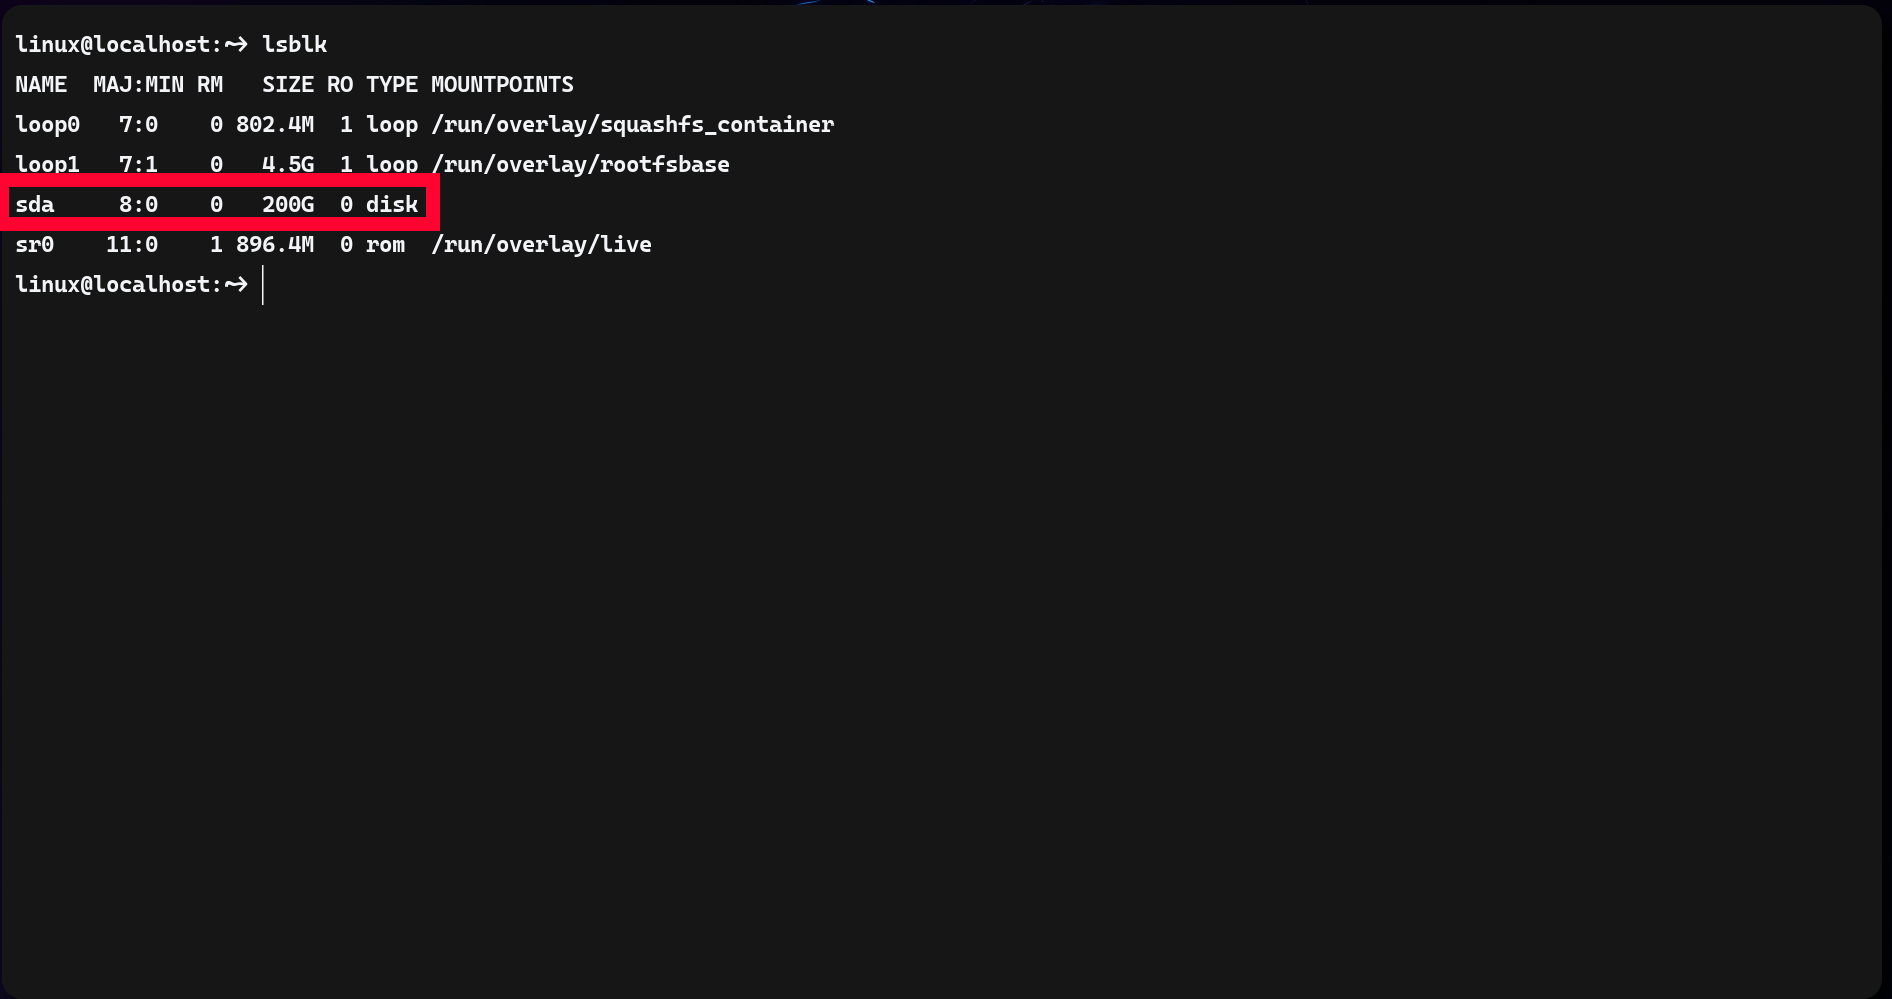 linux@localhost:~> lsblk
NAME  MAJ:MIN RM   SIZE RO TYPE MOUNTPOINTS
loop0   7:0    0 802.4M  1 loop /run/overlay/squashfs_container
loop1   7:1    0   4.5G  1 loop /run/overlay/rootfsbase
sda     8:0    0   200G  0 disk
sr0    11:0    1 896.4M  0 rom  /run/overlay/live
linux@localhost:~>